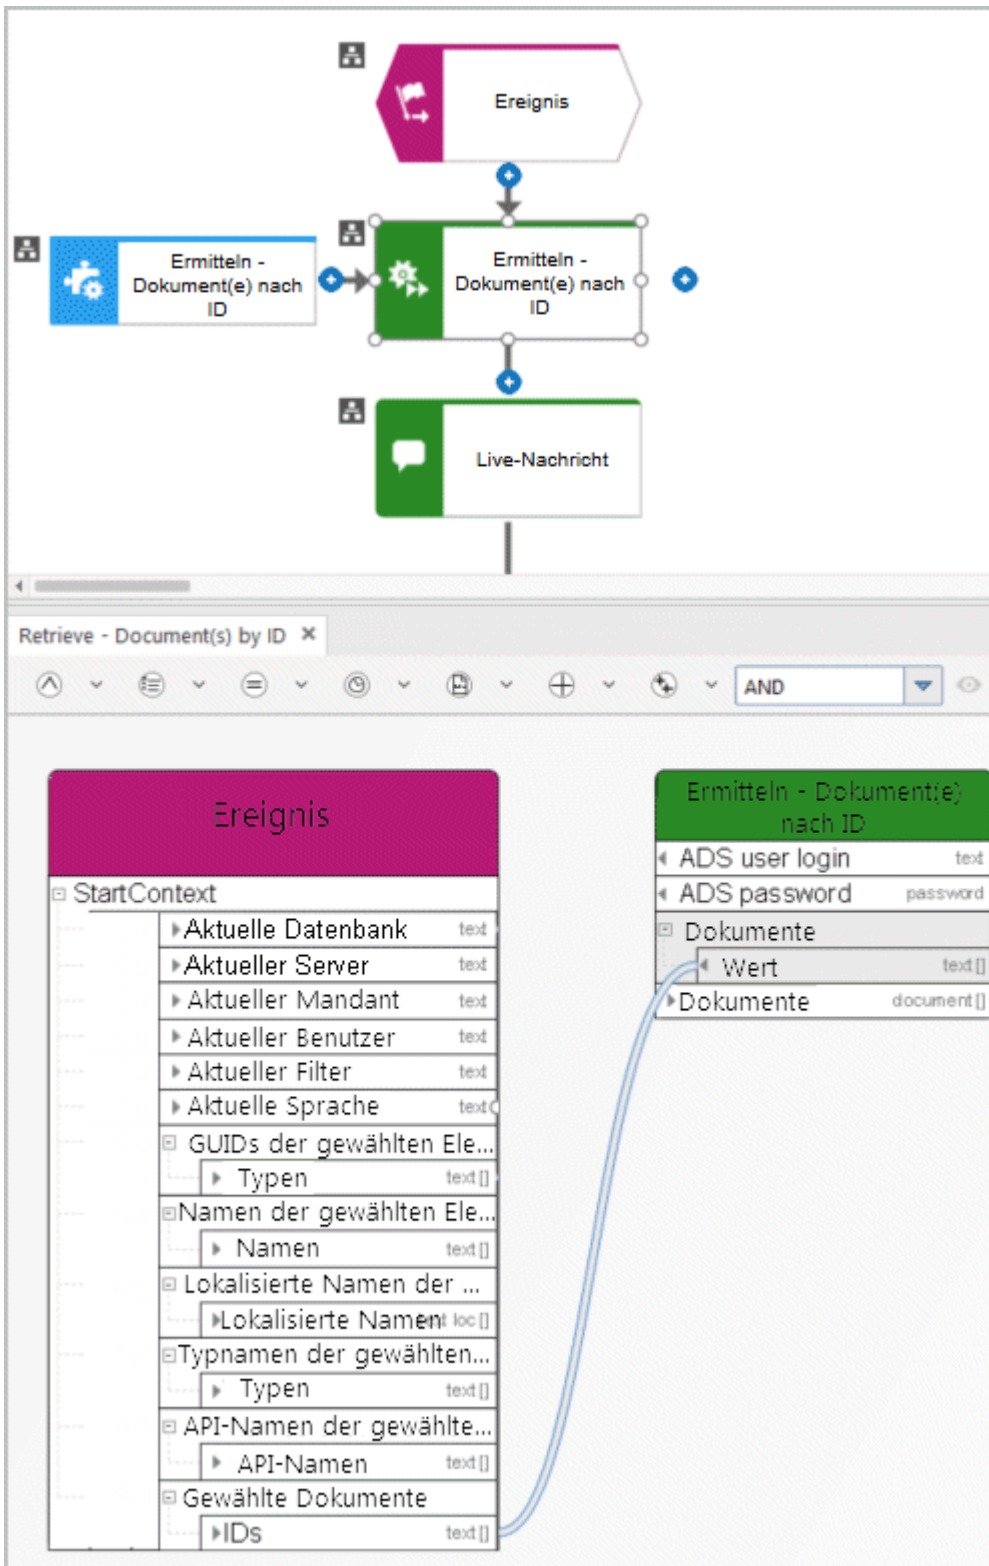 Ereignis
Ermitteln -
Dokument(e) nach
ID
Ermitteln -
Dokument(e) nach
ID
Live-Nachricht
Retrieve - Document(s) by ID
AND
Ereignis
StartContext
Aktuelle Datenbank text
Aktueller Server text
Aktueller Mandant text
Aktueller Benutzer text
Aktueller Filter text
Aktuelle Sprache text
GUIDs der gewählten Ele...
Typen text[]
Namen der gewählten Ele...
Namen text[]
Lokalisierte Namen der ...
Lokalisierte Namen loc[]
Typnamen der gewählten...
Typen text[]
API-Namen der gewählte...
API-Namen text[]
Gewählte Dokumente
IDs text[]
Ermitteln - Dokument(e)
nach ID
ADS user login text
ADS password password
Dokumente
Wert text[]
Dokumente document[]